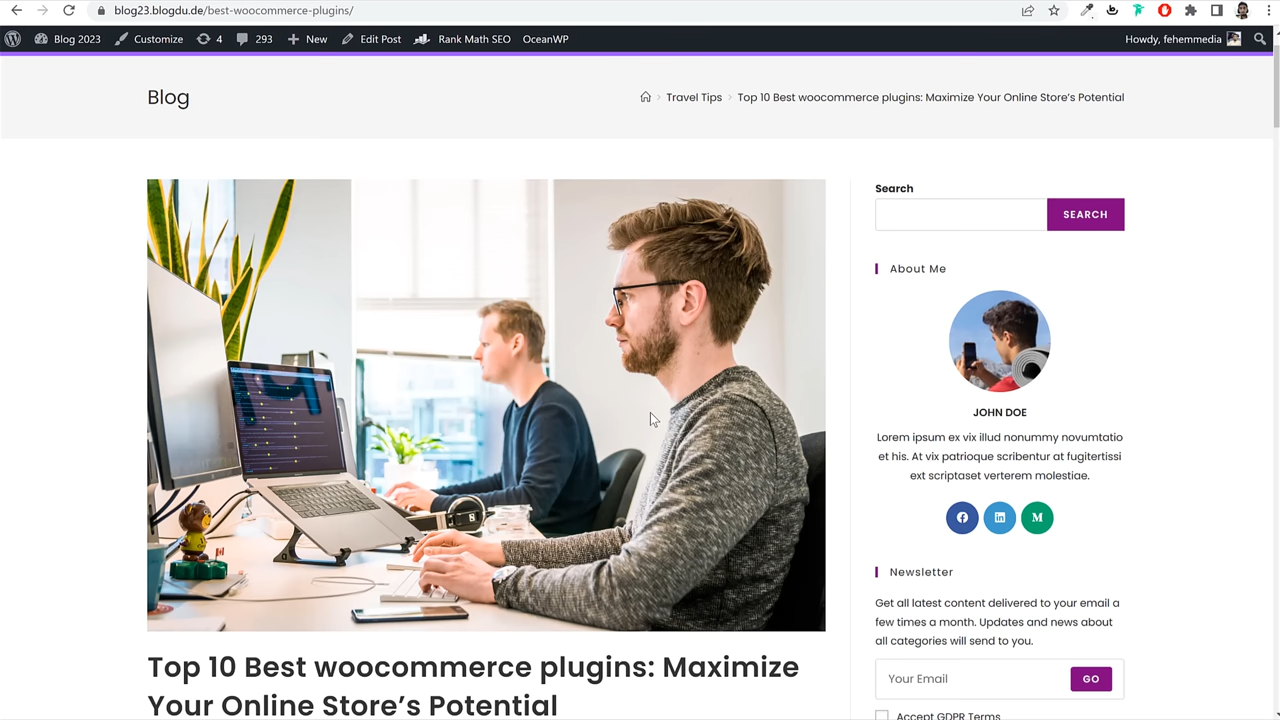 blog23.blogdu.de/best-woocommerce-plugins/
Blog 2023 Customize 4 293 New Edit Post Rank Math SEO OceanWP Howdy, fehemmedia
Blog
Travel Tips > Top 10 Best woocommerce plugins: Maximize Your Online Store's Potential
Search
SEARCH
About Me
JOHN DOE
Lorem ipsum ex vix illud nonummy novumtatio
et his. At vix patrioque scribentur at fugitertissi
ext scriptaset verterem molestiae.
Newsletter
Get all latest content delivered to your email a
few times a month. Updates and news about
all categories will send to you.
Your Email GO
Accept GDPR Terms
Top 10 Best woocommerce plugins: Maximize
Your Online Store's Potential